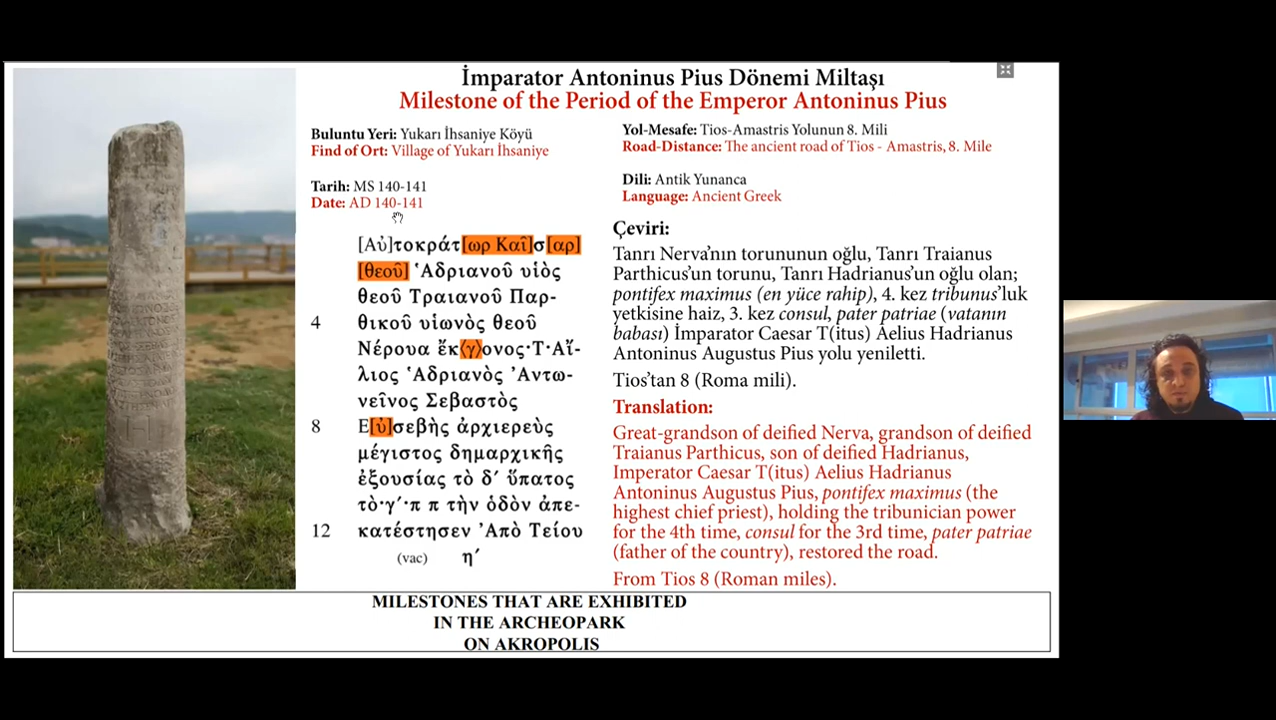 İmparator Antoninus Pius Dönemi Miltaşı
Milestone of the Period of the Emperor Antoninus Pius
Buluntu Yeri: Yukarı İhsaniye Köyü
Find of Ort: Village of Yukarı İhsaniye
Yol-Mesafe: Tios-Amastris Yolunun 8. Mili
Road-Distance: The ancient road of Tios - Amastris, 8. Mile
Tarih: MS 140-141
Date: AD 140-141
Dili: Antik Yunanca
Language: Ancient Greek
[Αὐ]τοκράτ[ωρ Καῖ]σ[αρ]
[θεοῦ] Ἁδριανοῦ υἱὸς
θεοῦ Τραιανοῦ Παρ-
4 θικοῦ υἱωνὸς θεοῦ
Νέρουα ἔκ⟨γ⟩ονος·Τ·Αἴ-
λιος Ἁδριανὸς Ἀντω-
νεῖνος Σεβαστὸς
8 Ε[ὐ]σεβὴς ἀρχιερεὺς
μέγιστος δημαρχικῆς
ἐξουσίας τὸ δʹ ὕπατος
τὸ·γʹ·π π τὴν ὁδὸν ἀπε-
12 κατέστησεν Ἀπὸ Τείου
(vac) ηʹ
Çeviri:
Tanrı Nerva'nın torununun oğlu, Tanrı Traianus
Parthicus'un torunu, Tanrı Hadrianus'un oğlu olan;
pontifex maximus (en yüce rahip), 4. kez tribunus'luk
yetkisine haiz, 3. kez consul, pater patriae (vatanın
babası) İmparator Caesar T(itus) Aelius Hadrianus
Antoninus Augustus Pius yolu yeniletti.
Tios'tan 8 (Roma mili).
Translation:
Great-grandson of deified Nerva, grandson of deified
Traianus Parthicus, son of deified Hadrianus,
Imperator Caesar T(itus) Aelius Hadrianus
Antoninus Augustus Pius, pontifex maximus (the
highest chief priest), holding the tribunician power
for the 4th time, consul for the 3rd time, pater patriae
(father of the country), restored the road.
From Tios 8 (Roman miles).
MILESTONES THAT ARE EXHIBITED
IN THE ARCHEOPARK
ON AKROPOLIS